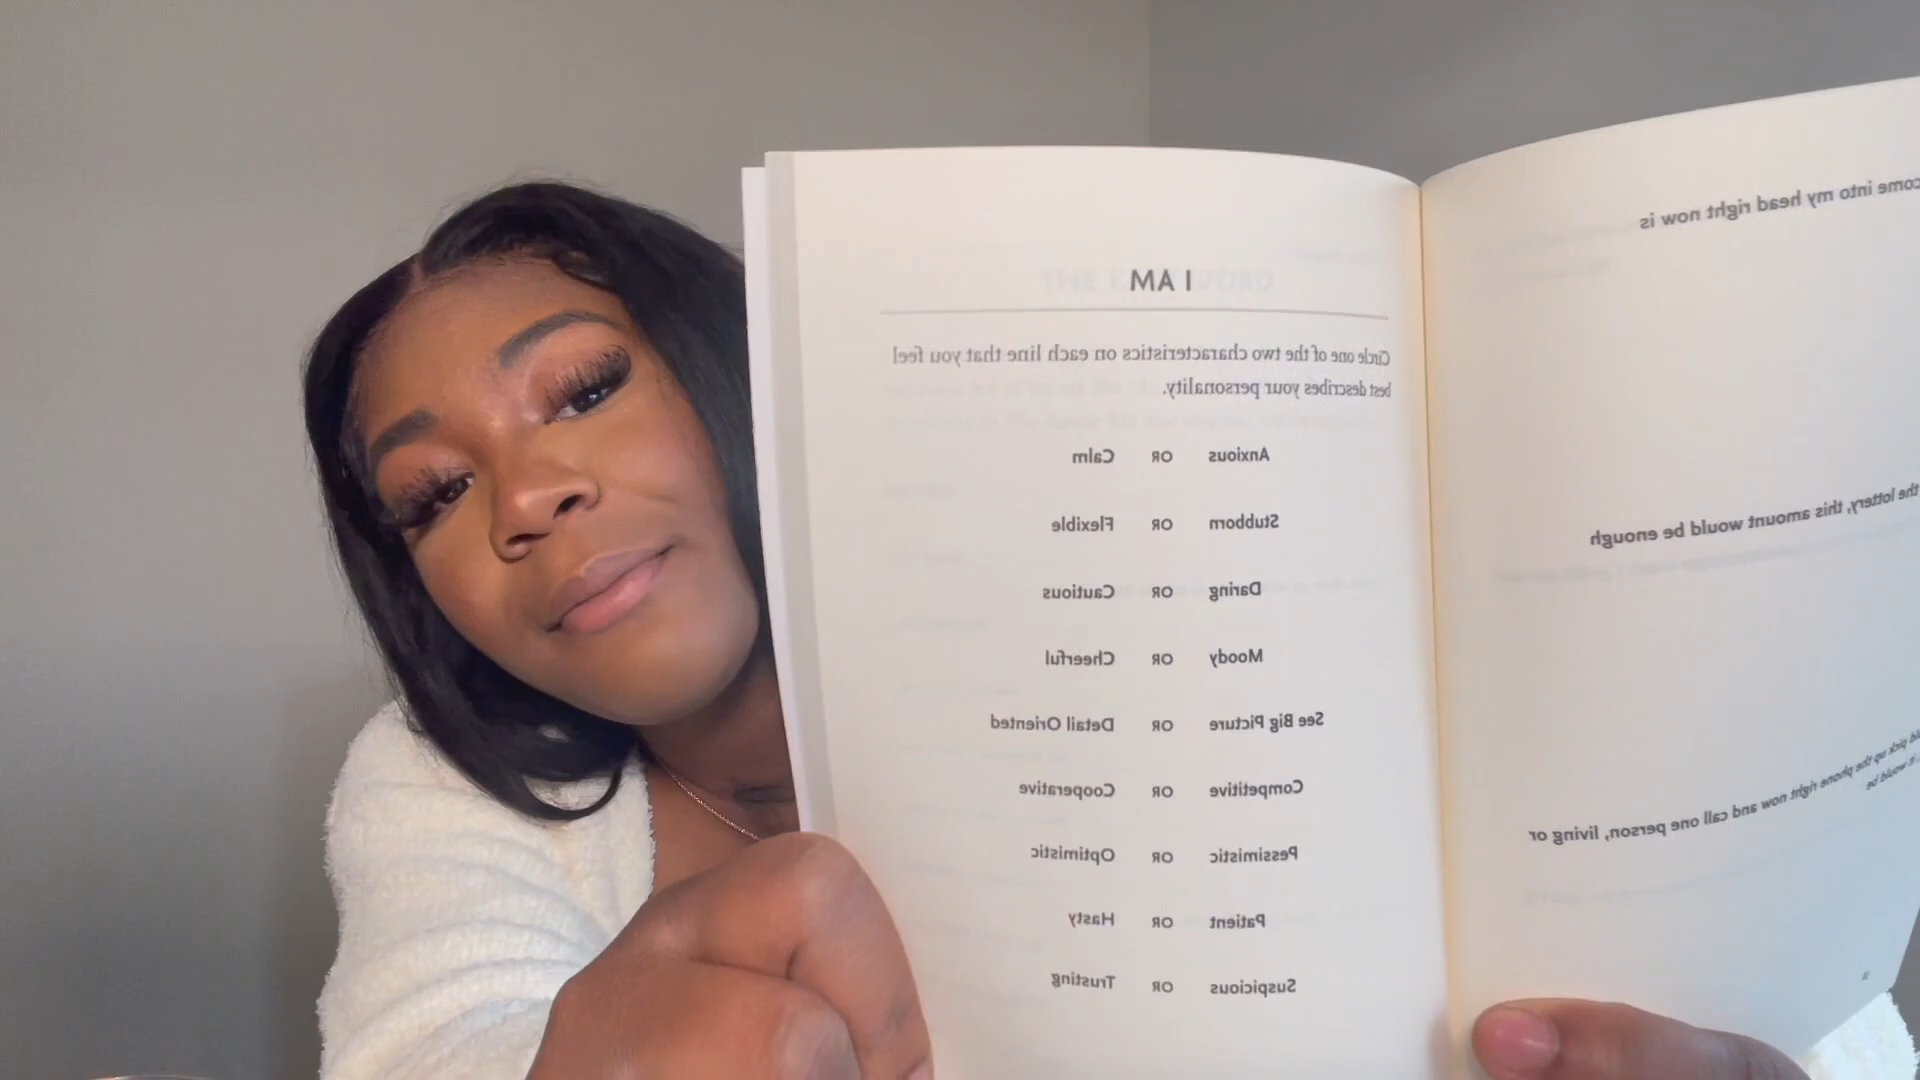 come into my head right now is
the lottery, this amount would be enough
pick up the phone right now and call one person, living or
it would be
I AM
Circle one of the two characteristics on each line that you feel
best describes your personality.
Anxious OR Calm
Stubborn OR Flexible
Daring OR Cautious
Moody OR Cheerful
See Big Picture OR Detail Oriented
Competitive OR Cooperative
Pessimistic OR Optimistic
Patient OR Hasty
Suspicious OR Trusting